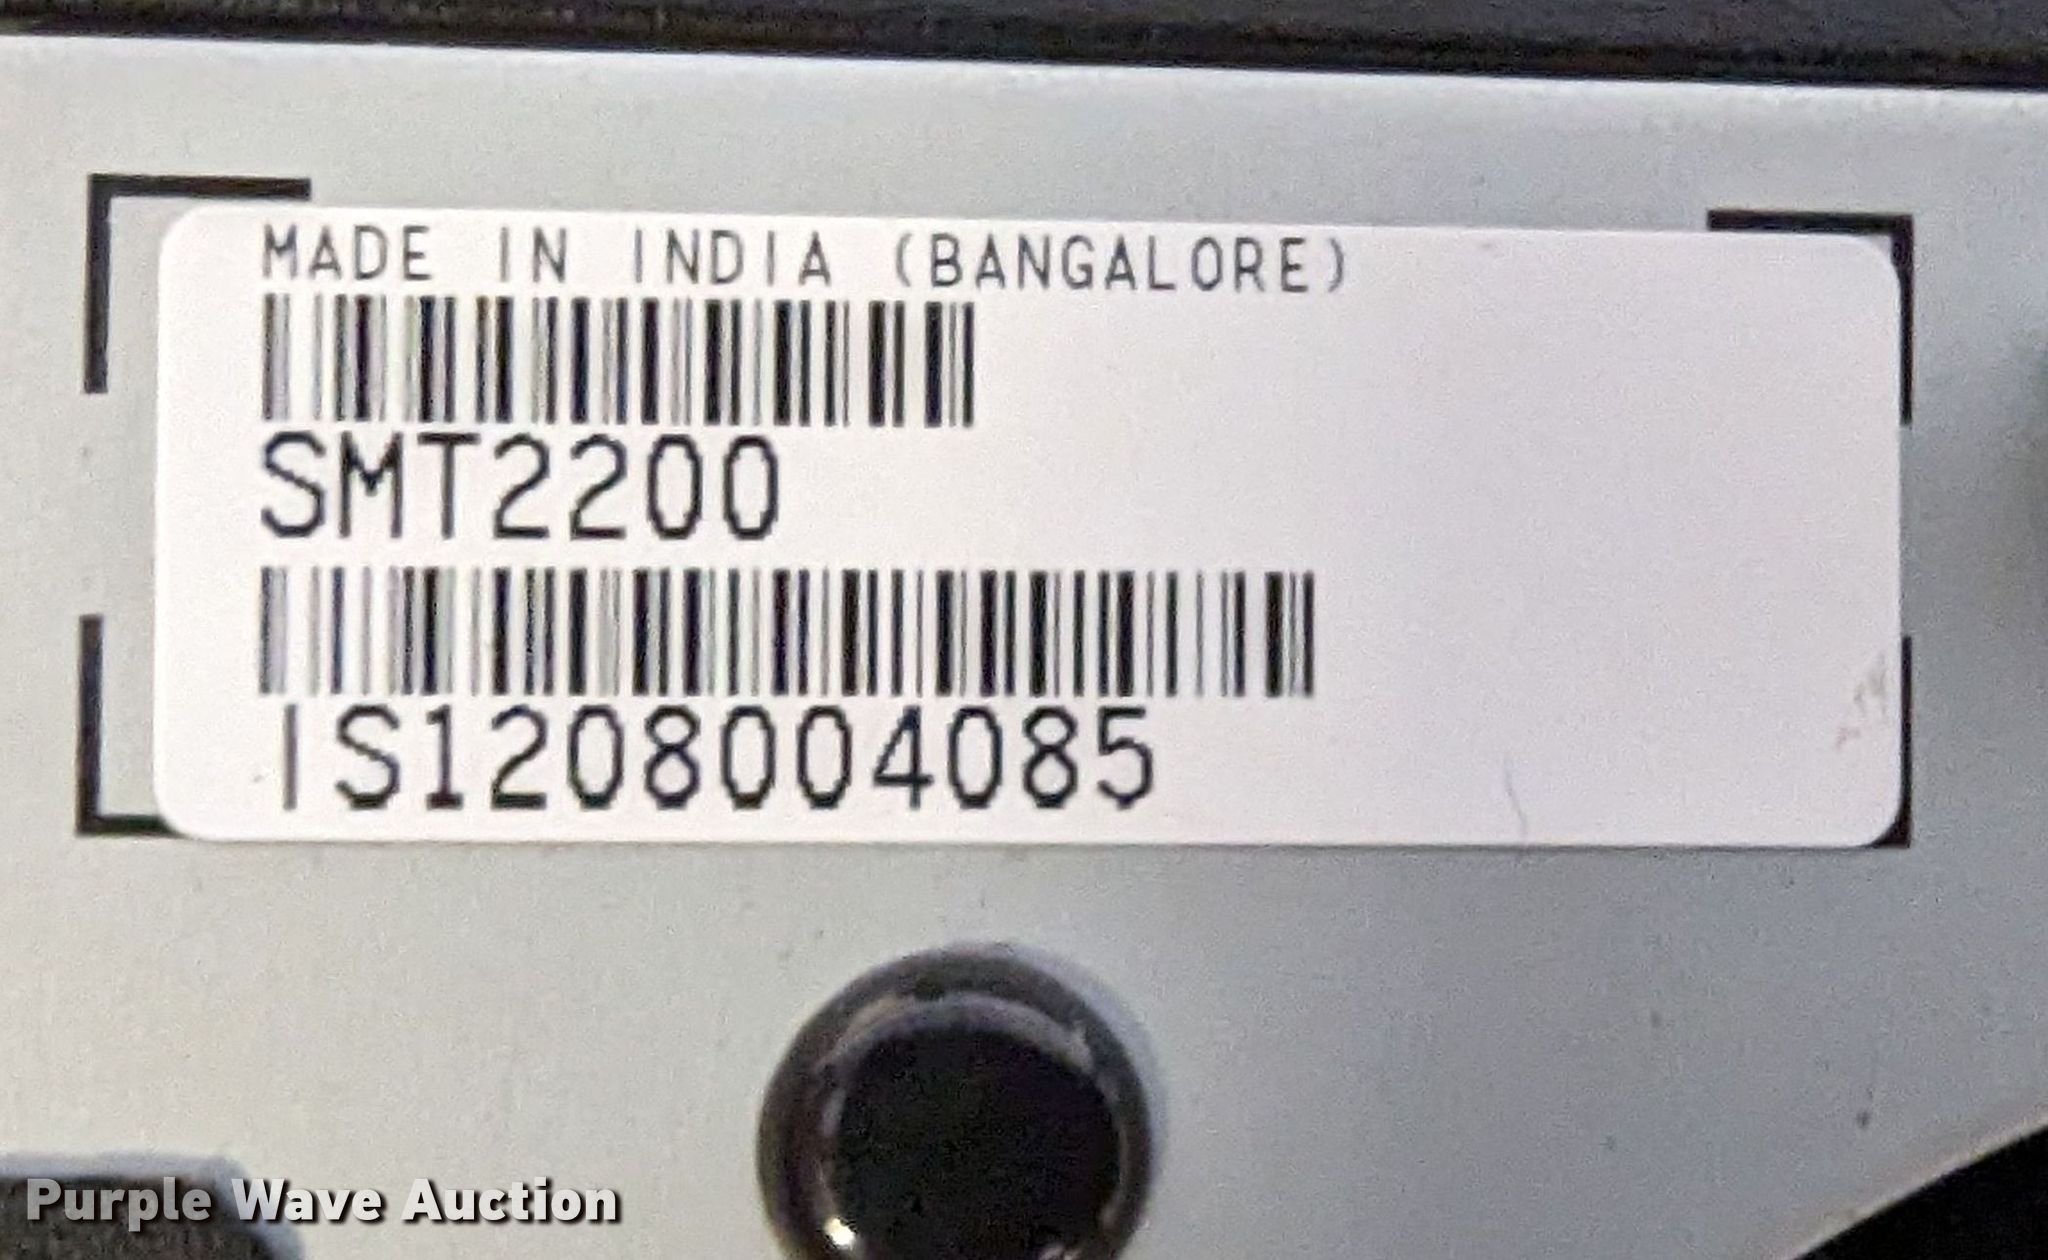 MADE IN INDIA (BANGALORE)
SMT2200
IS1208004085
Purple Wave Auction